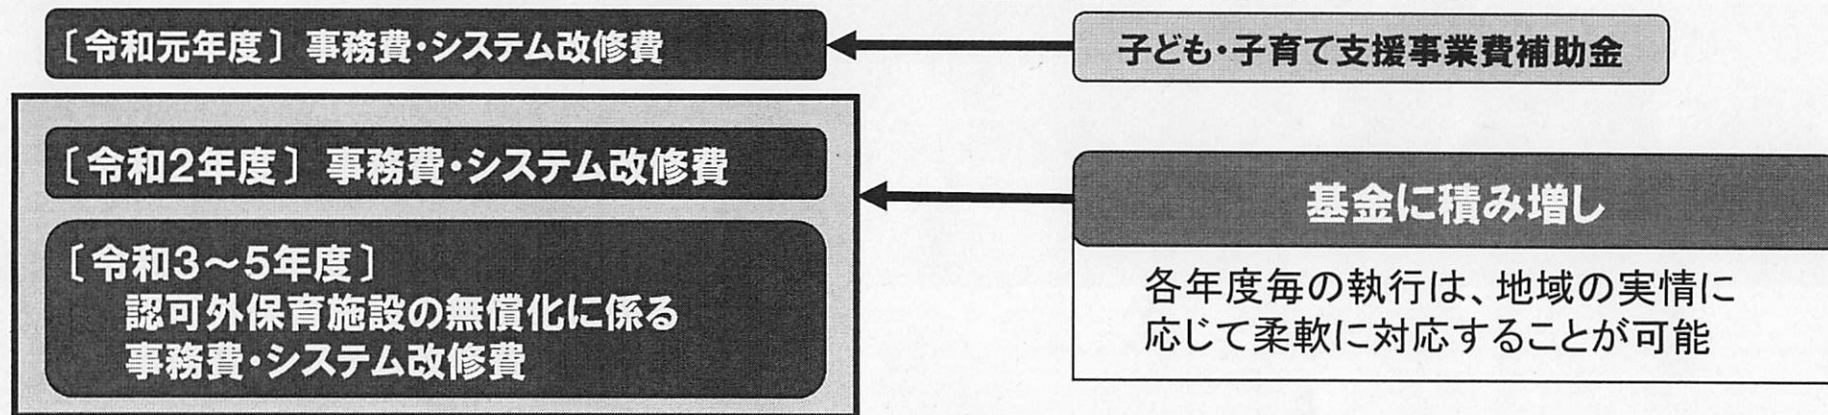 〔令和元年度〕事務費・システム改修費
子ども・子育て支援事業費補助金
〔令和2年度〕事務費・システム改修費
〔令和3～5年度〕
認可外保育施設の無償化に係る
事務費・システム改修費
基金に積み増し
各年度毎の執行は、地域の実情に
応じて柔軟に対応することが可能